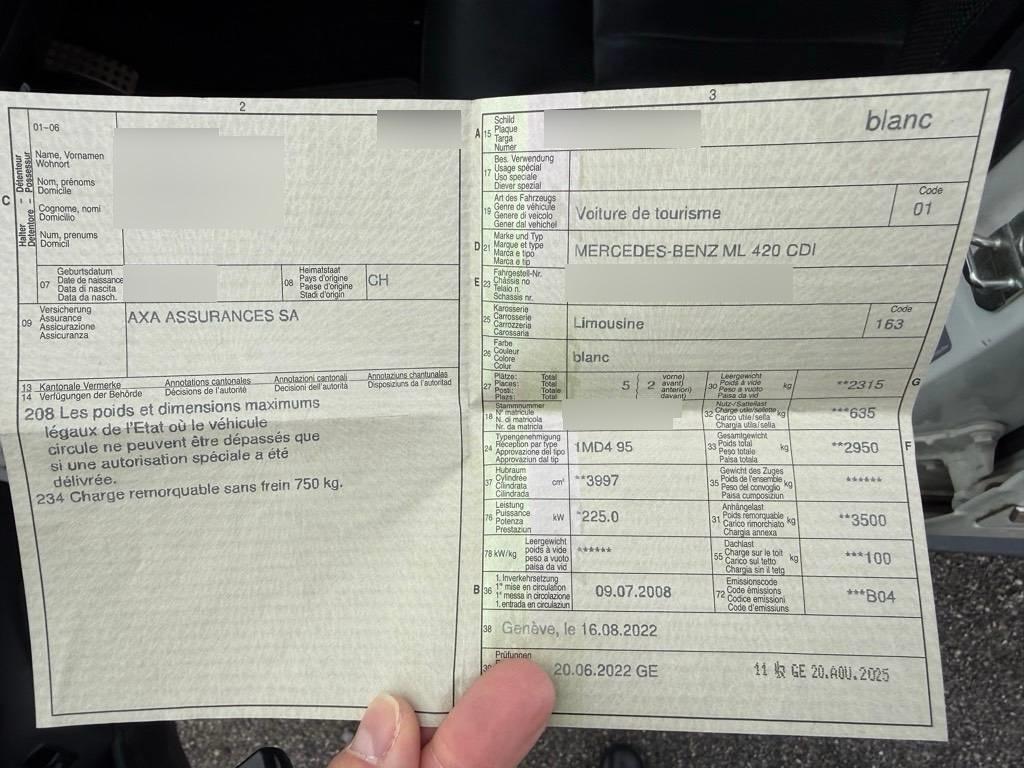 2
01-06
Halter - Détenteur
Detentore - Possessur
C
Name, Vornamen
Wohnort
Nom, prénoms
Domicile
Cognome, nomi
Domicilio
Num, prenums
Domicil
07
Geburtsdatum
Date de naissance
Data di nascita
Data da nasch.
08
Heimatstaat
Pays d'origine
Paese d'origine
Stadi d'origin
CH
09
Versicherung
Assurance
Assicurazione
Assicuranza
AXA ASSURANCES SA
13 Kantonale Vermerke Annotations cantonales Annotazioni cantonali Annotaziuns chantunalas
14 Verfügungen der Behörde Décisions de l'autorité Decisioni dell'autorità Disposiziuns da l'autoritad
208 Les poids et dimensions maximums
légaux de l'Etat où le véhicule
circule ne peuvent être dépassés que
si une autorisation spéciale a été
délivrée.
234 Charge remorquable sans frein 750 kg.
3
A 15
Schild
Plaque
Targa
Numer
blanc
17
Bes. Verwendung
Usage spécial
Uso speciale
Diever spezial
19
Art des Fahrzeugs
Genre de véhicule
Genere di veicolo
Gener dal vehichel
Voiture de tourisme
Code
01
D 21
Marke und Typ
Marque et type
Marca e tipo
Marca e tip
MERCEDES-BENZ ML 420 CDI
E 23
Fahrgestell-Nr.
Châssis no
Telaio n.
Schassis nr.
25
Karosserie
Carrosserie
Carrozzeria
Carossaria
Limousine
Code
163
26
Farbe
Couleur
Colore
Colur
blanc
27
Plätze: Total
Places: Total
Posti: Totale
Plazs: Total
5 ( 2
vorne)
avant)
anteriori)
davant)
30
Leergewicht
Poids à vide
Peso a vuoto
Paisa da vid
kg
**2315
G
18
Stammnummer
N° matricule
N. di matricola
Nr. da matricla
32
Nutz-/Sattellast
Charge utile/sellette
Carico utile/sella
Chargia utila/sella
kg
***635
24
Typengenehmigung
Réception par type
Approvazione del tipo
Approvaziun dal tip
1MD4 95
33
Gesamtgewicht
Poids total
Peso totale
Paisa totala
kg
**2950
F
37
Hubraum
Cylindrée
Cilindrata
Cilindrada
cm³
**3997
35
Gewicht des Zuges
Poids de l'ensemble
Peso del convoglio
Paisa cumposiziun
kg
******
76
Leistung
Puissance
Potenza
Prestaziun
kW
*225.0
31
Anhängelast
Poids remorquable
Carico rimorchiato
Chargia annexa
kg
**3500
78 kW/kg
Leergewicht
poids à vide
peso a vuoto
paisa da vid
******
55
Dachlast
Charge sur le toit
Carico sul tetto
Chargia sin il tetg
kg
***100
B 36
1. Inverkehrsetzung
1re mise en circulation
1a messa in circolazione
1. entrada en circulaziun
09.07.2008
72
Emissionscode
Code émissions
Codice emissioni
Code d'emissiuns
***B04
38
Genève, le 16.08.2022
39
Prüfungen
20.06.2022 GE
11 GE 20.AOU.2025